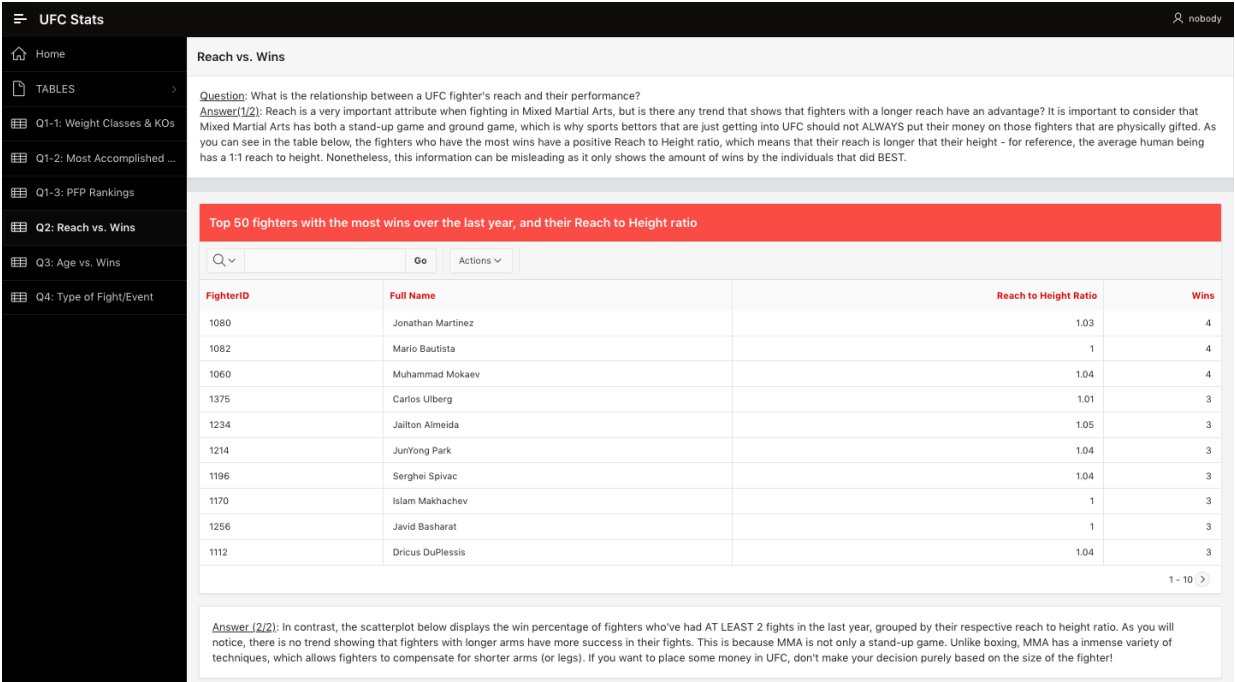 UFC Stats
nobody
Home
TABLES
Q1-1: Weight Classes & KOs
Q1-2: Most Accomplished ...
Q1-3: PFP Rankings
Q2: Reach vs. Wins
Q3: Age vs. Wins
Q4: Type of Fight/Event
Reach vs. Wins
Question: What is the relationship between a UFC fighter's reach and their performance?
Answer(1/2): Reach is a very important attribute when fighting in Mixed Martial Arts, but is there any trend that shows that fighters with a longer reach have an advantage? It is important to consider that
Mixed Martial Arts has both a stand-up game and ground game, which is why sports bettors that are just getting into UFC should not ALWAYS put their money on those fighters that are physically gifted. As
you can see in the table below, the fighters who have the most wins have a positive Reach to Height ratio, which means that their reach is longer that their height - for reference, the average human being
has a 1:1 reach to height. Nonetheless, this information can be misleading as it only shows the amount of wins by the individuals that did BEST.
Top 50 fighters with the most wins over the last year, and their Reach to Height ratio
Go
Actions
FighterID Full Name Reach to Height Ratio Wins
1080 Jonathan Martinez 1.03 4
1082 Mario Bautista 1 4
1060 Muhammad Mokaev 1.04 4
1375 Carlos Ulberg 1.01 3
1234 Jailton Almeida 1.05 3
1214 JunYong Park 1.04 3
1196 Serghei Spivac 1.04 3
1170 Islam Makhachev 1 3
1256 Javid Basharat 1 3
1112 Dricus DuPlessis 1.04 3
1 - 10
Answer (2/2): In contrast, the scatterplot below displays the win percentage of fighters who've had AT LEAST 2 fights in the last year, grouped by their respective reach to height ratio. As you will
notice, there is no trend showing that fighters with longer arms have more success in their fights. This is because MMA is not only a stand-up game. Unlike boxing, MMA has a inmense variety of
techniques, which allows fighters to compensate for shorter arms (or legs). If you want to place some money in UFC, don't make your decision purely based on the size of the fighter!